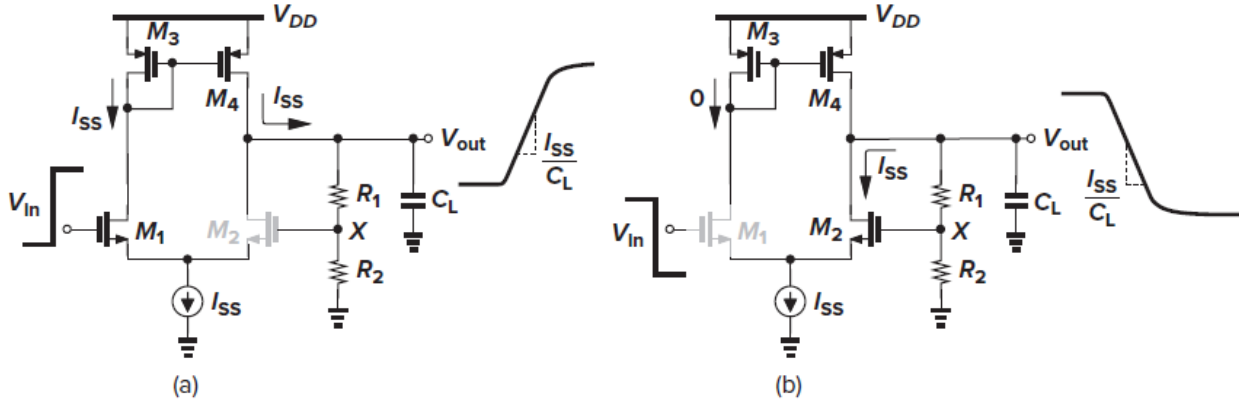 V_DD
M_3
I_SS
M_4
I_SS
V_out
I_SS
C_L
V_In
M_1
M_2
X
R_1
C_L
R_2
I_SS
(a)
V_DD
M_3
0
M_4
V_out
I_SS
I_SS
C_L
V_In
M_1
M_2
X
R_1
C_L
R_2
I_SS
(b)